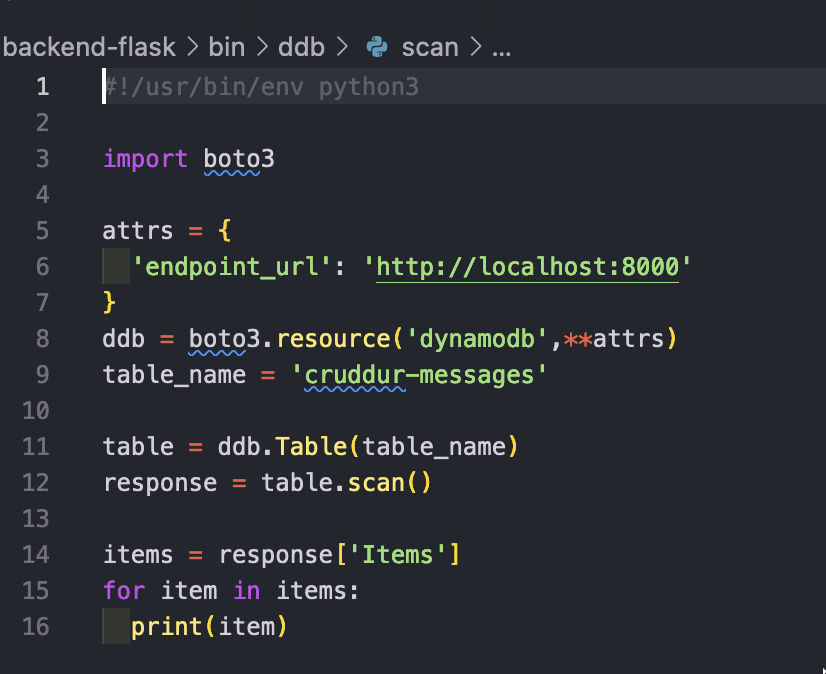 backend-flask > bin > ddb > scan > ...
1 #!/usr/bin/env python3
2
3 import boto3
4
5 attrs = {
6   'endpoint_url': 'http://localhost:8000'
7 }
8 ddb = boto3.resource('dynamodb',**attrs)
9 table_name = 'cruddur-messages'
10
11 table = ddb.Table(table_name)
12 response = table.scan()
13
14 items = response['Items']
15 for item in items:
16   print(item)